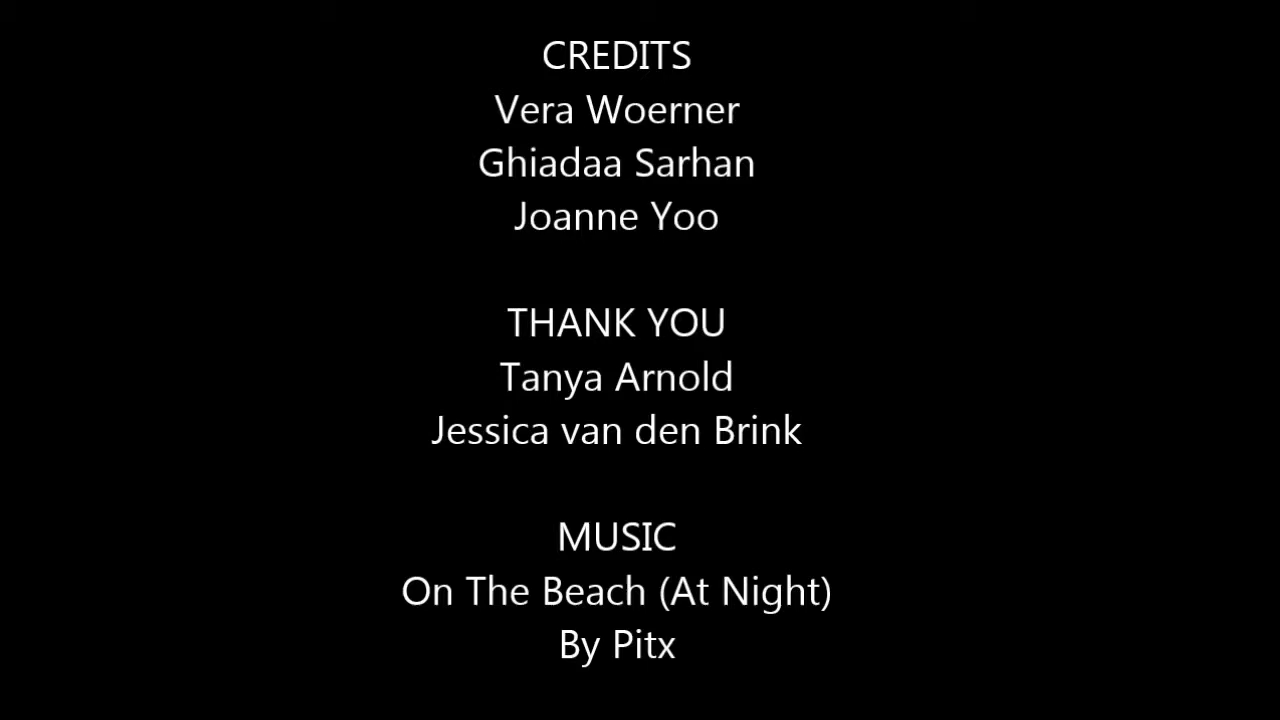 CREDITS
Vera Woerner
Ghiadaa Sarhan
Joanne Yoo
THANK YOU
Tanya Arnold
Jessica van den Brink
MUSIC
On The Beach (At Night)
By Pitx